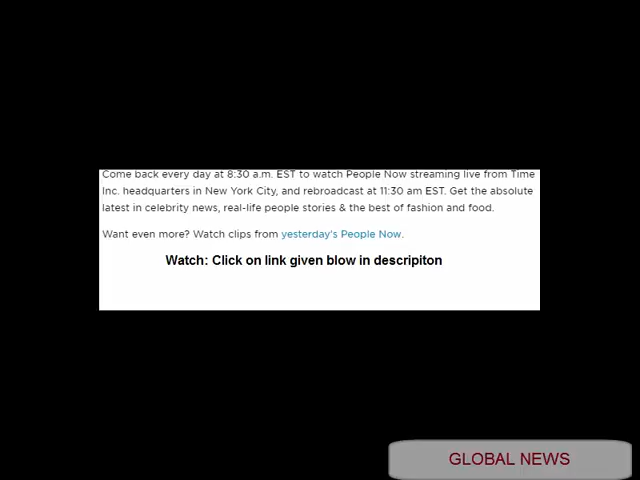 Come back every day at 8:30 a.m. EST to watch People Now streaming live from Time
Inc. headquarters in New York City, and rebroadcast at 11:30 am EST. Get the absolute
latest in celebrity news, real-life people stories & the best of fashion and food.
Want even more? Watch clips from yesterday's People Now.
Watch: Click on link given blow in descripiton
GLOBAL NEWS